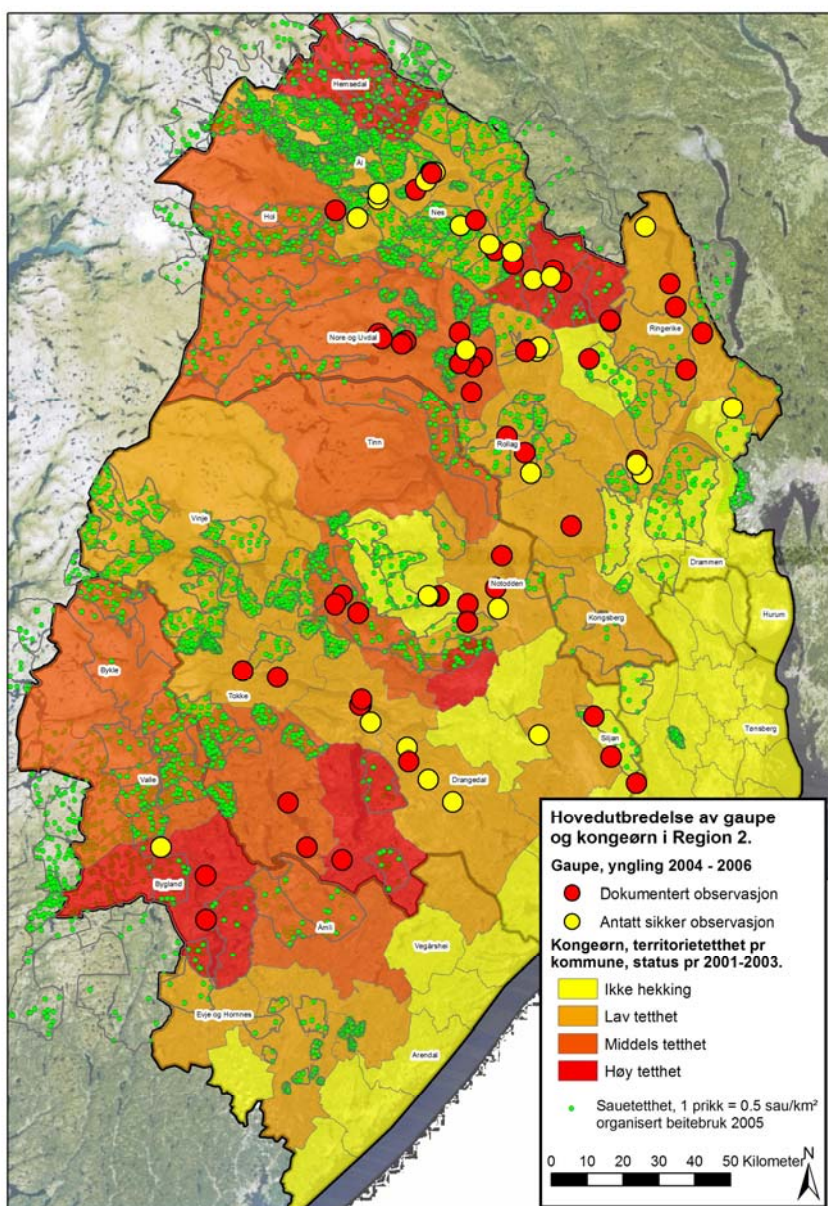 Hemsedal
Ål
Hol
Nes
Nore og Uvdal
Ringerike
Tinn
Rollag
Vinje
Drammen
Notodden
Kongsberg
Hurum
Bykle
Tokke
Tønsberg
Siljan
Valle
Drangedal
Bygland
Åmli
Vegårshei
Evje og Hornnes
Arendal
Hovedutbredelse av gaupe
og kongeørn i Region 2.
Gaupe, yngling 2004 - 2006
Dokumentert observasjon
Antatt sikker observasjon
Kongeørn, territorietetthet pr
kommune, status pr 2001-2003.
Ikke hekking
Lav tetthet
Middels tetthet
Høy tetthet
Sauetetthet, 1 prikk = 0.5 sau/km²
organisert beitebruk 2005
N
0 5 10 20 30 40 50 Kilometer